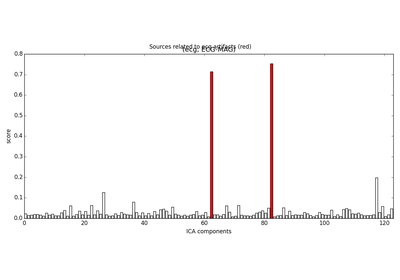 Sources related to ecg artifacts (red)
(ecg, ECG-MAG)
0.8
0.7
0.6
0.5
0.4
0.3
0.2
0.1
0.0
score
0 20 40 60 80 100 120
ICA components